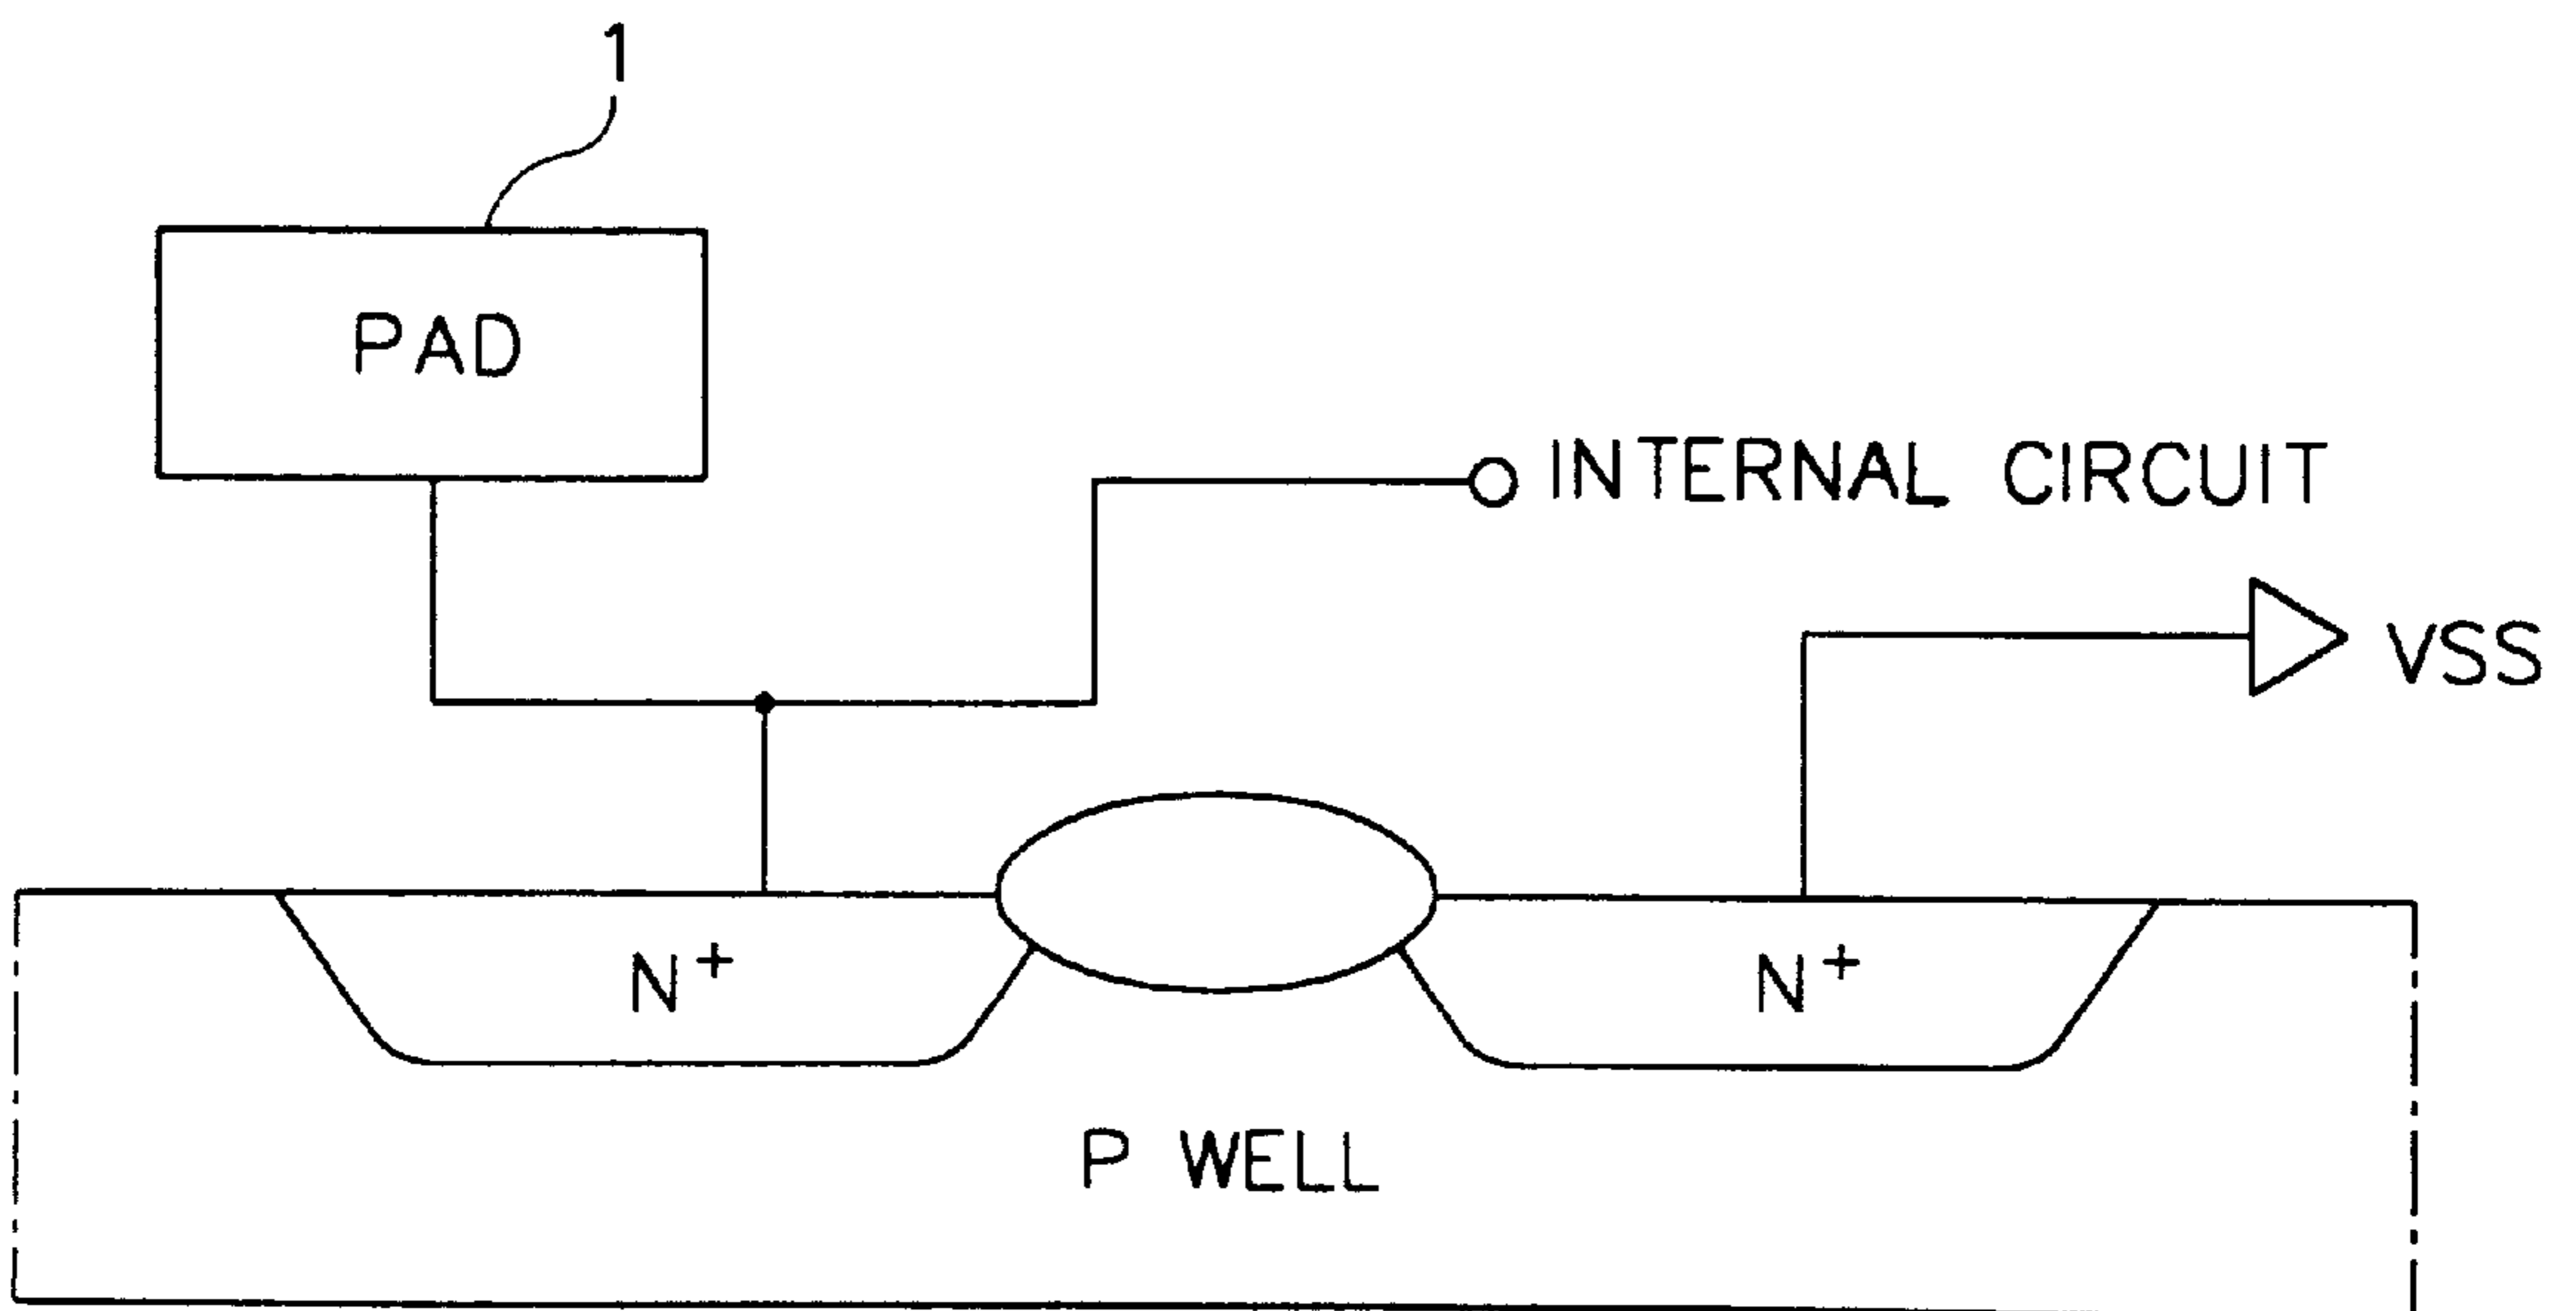 1
PAD
INTERNAL CIRCUIT
VSS
N+
N+
P WELL